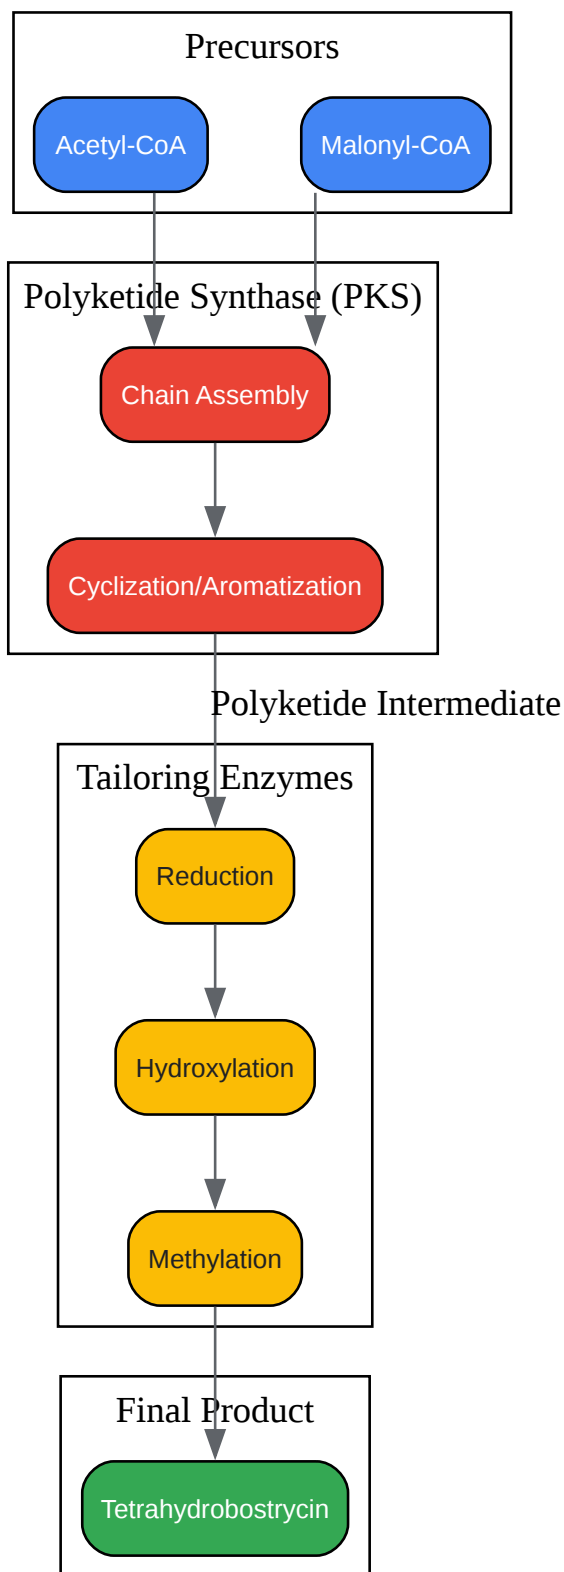 Precursors
Acetyl-CoA
Malonyl-CoA
Polyketide Synthase (PKS)
Chain Assembly
Cyclization/Aromatization
Polyketide Intermediate
Tailoring Enzymes
Reduction
Hydroxylation
Methylation
Final Product
Tetrahydrobostrycin